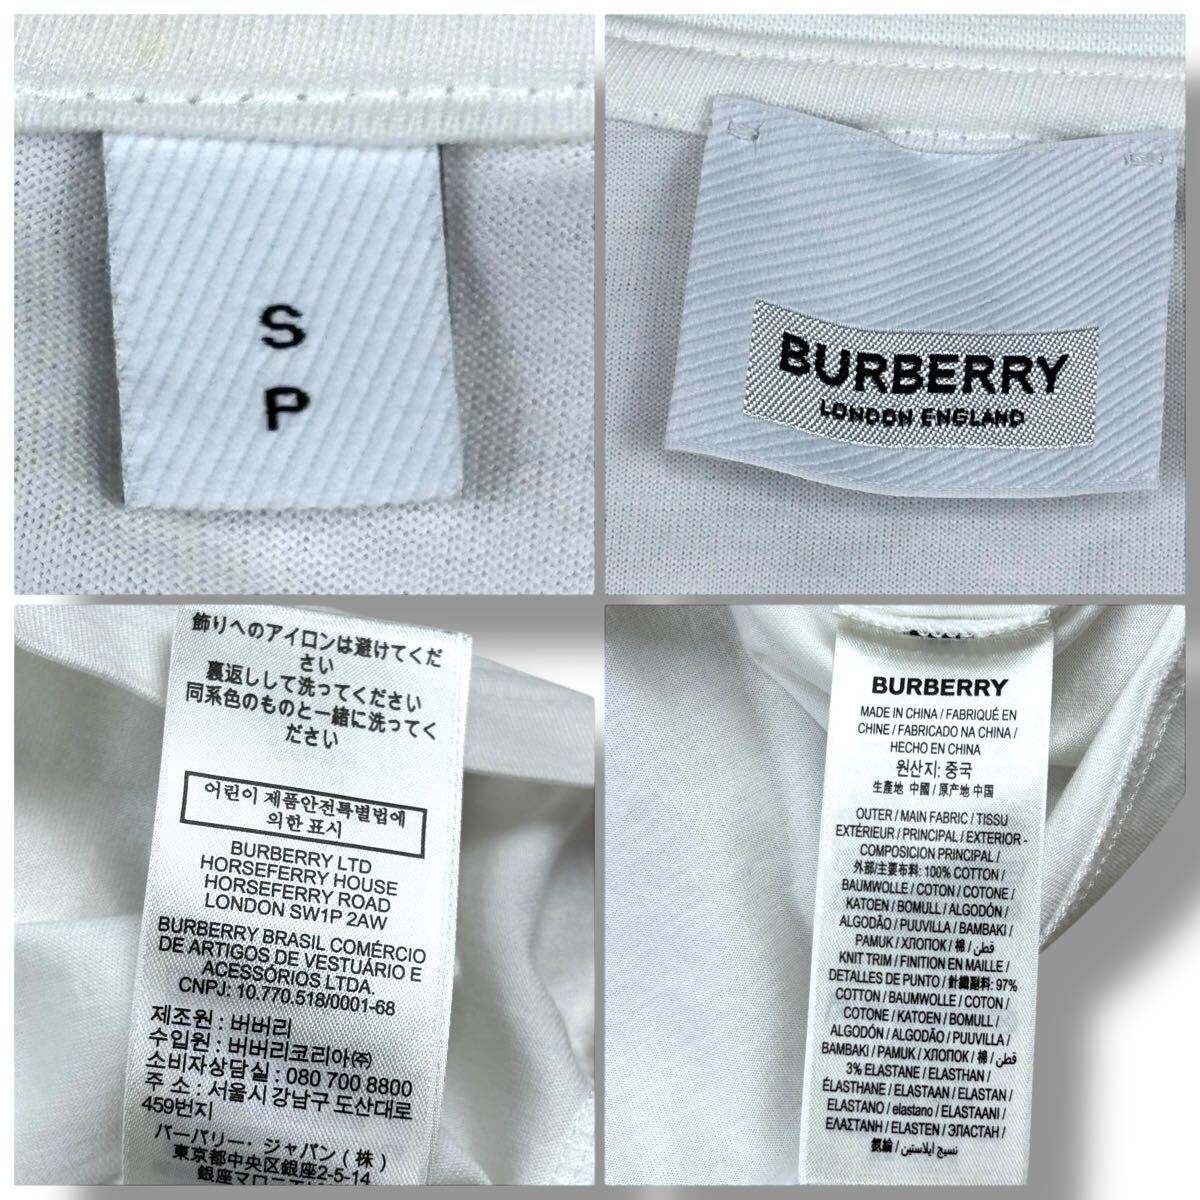 S
P
BURBERRY
LONDON ENGLAND
飾りへのアイロンは避けてくだ
さい
裏返しして洗ってください
同系色のものと一緒に洗ってく
ださい
어린이 제품안전특별법에
의한 표시
BURBERRY LTD
HORSEFERRY HOUSE
HORSEFERRY ROAD
LONDON SW1P 2AW
BURBERRY BRASIL COMÉRCIO
DE ARTIGOS DE VESTUÁRIO E
ACESSÓRIOS LTDA.
CNPJ: 10.770.518/0001-68
제조원 : 버버리
수입원 : 버버리코리아㈜
소비자상담실 : 080 700 8800
주 소 : 서울시 강남구 도산대로
459번지
バーバリー・ジャパン(株)
東京都中央区銀座2-5-14
銀座マロニエ
BURBERRY
MADE IN CHINA / FABRIQUÉ EN
CHINE / FABRICADO NA CHINA /
HECHO EN CHINA
원산지: 중국
生產地 中國 / 原产地 中国
OUTER / MAIN FABRIC / TISSU
EXTÉRIEUR / PRINCIPAL / EXTERIOR -
COMPOSICION PRINCIPAL /
外部/主要布料: 100% COTTON /
BAUMWOLLE / COTON / COTONE /
KATOEN / BOMULL / ALGODÓN /
ALGODÃO / PUUVILLA / BAMBAKI /
PAMUK / ХЛОПОК / 棉 / قطن /
KNIT TRIM / FINITION EN MAILLE /
DETALLES DE PUNTO / 針織副料: 97%
COTTON / BAUMWOLLE / COTON /
COTONE / KATOEN / BOMULL /
ALGODÓN / ALGODÃO / PUUVILLA /
BAMBAKI / PAMUK / ХЛОПОК / 棉 / قطن /
3% ELASTANE / ELASTHAN /
ÉLASTHANE / ELASTAAN / ELASTAN /
ELASTANO / elastano / ELASTAANI /
ΕΛΑΣΤΑΝΗ / ELASTEN / ЭЛАСТАН /
氨綸 / نسيج إيلاستين